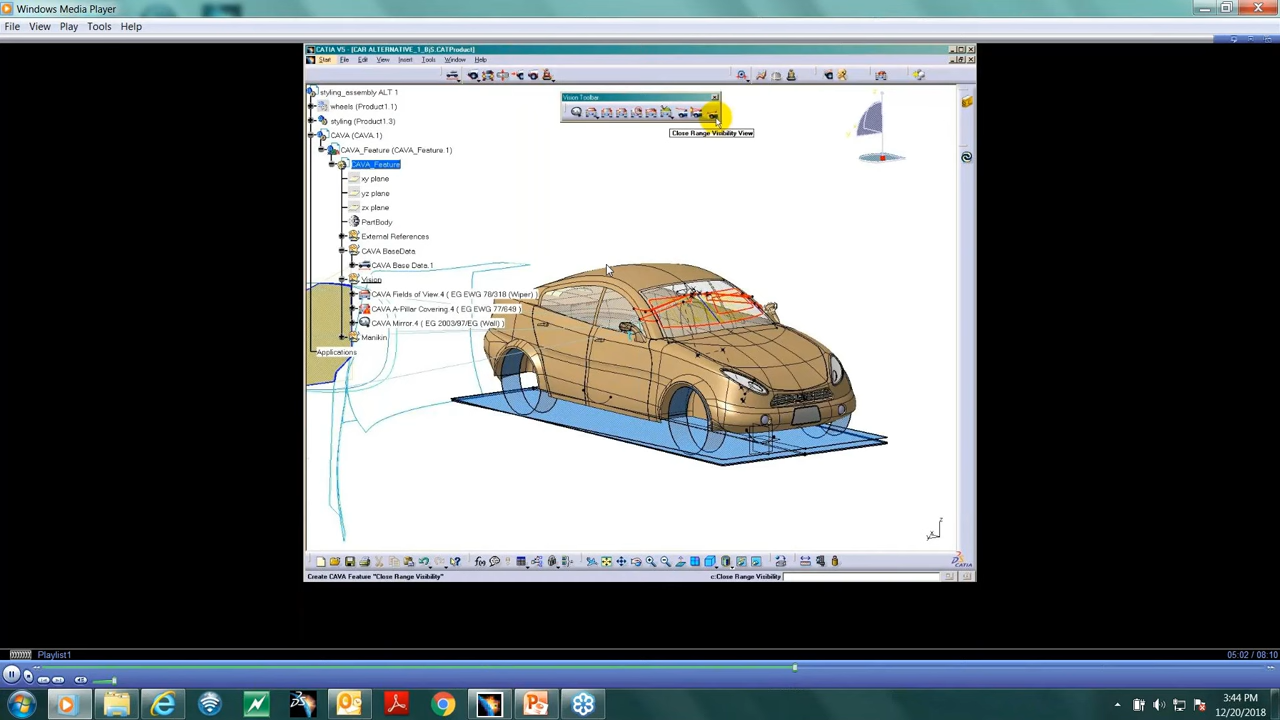 Windows Media Player
File View Play Tools Help
CATIA V5 - [CAR ALTERNATIVE_1_Bj5.CATProduct]
Start File Edit View Insert Tools Window Help
styling_assembly ALT 1
wheels (Product1.1)
styling (Product1.3)
CAVA (CAVA.1)
CAVA_Feature (CAVA_Feature.1)
CAVA_Feature
xy plane
yz plane
zx plane
PartBody
External References
CAVA BaseData
CAVA Base Data.1
Vision
CAVA Fields of View.4 ( EG EWG 78/318 (Wiper)
CAVA A-Pillar Covering.4 ( EG EWG 77/649 )
CAVA Mirror.4 ( EG 2003/97/EG (Wall) )
Manikin
Applications
Vision Toolbar
Close Range Visibility View
z
x
CATIA
Create CAVA Feature "Close Range Visibility"
c:Close Range Visibility
Playlist1
05:02 / 08:10
3:44 PM
12/20/2018